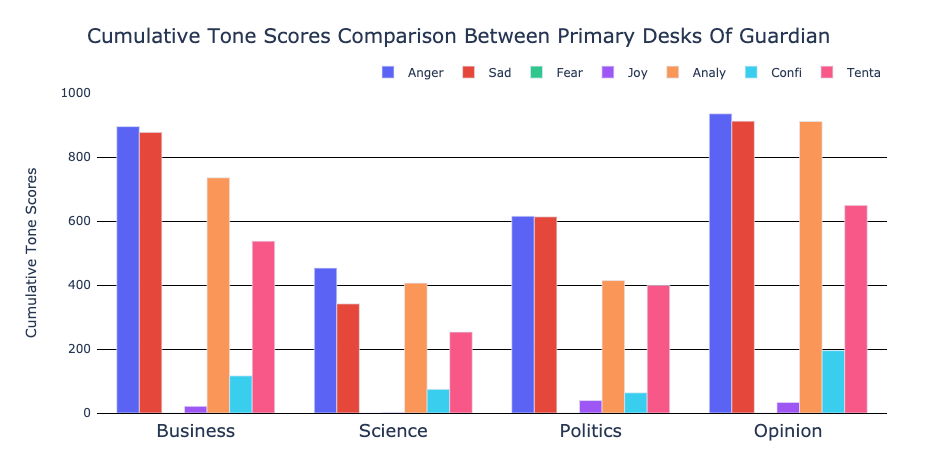 Cumulative Tone Scores Comparison Between Primary Desks Of Guardian
Anger Sad Fear Joy Analy Confi Tenta
1000
800
600
400
200
0
Cumulative Tone Scores
Business Science Politics Opinion